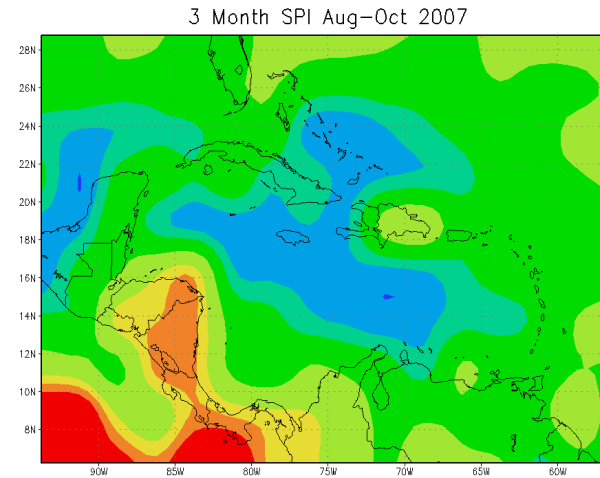 3 Month SPI Aug-Oct 2007
28N
26N
24N
22N
20N
18N
16N
14N
12N
10N
8N
90W 85W 80W 75W 70W 65W 60W